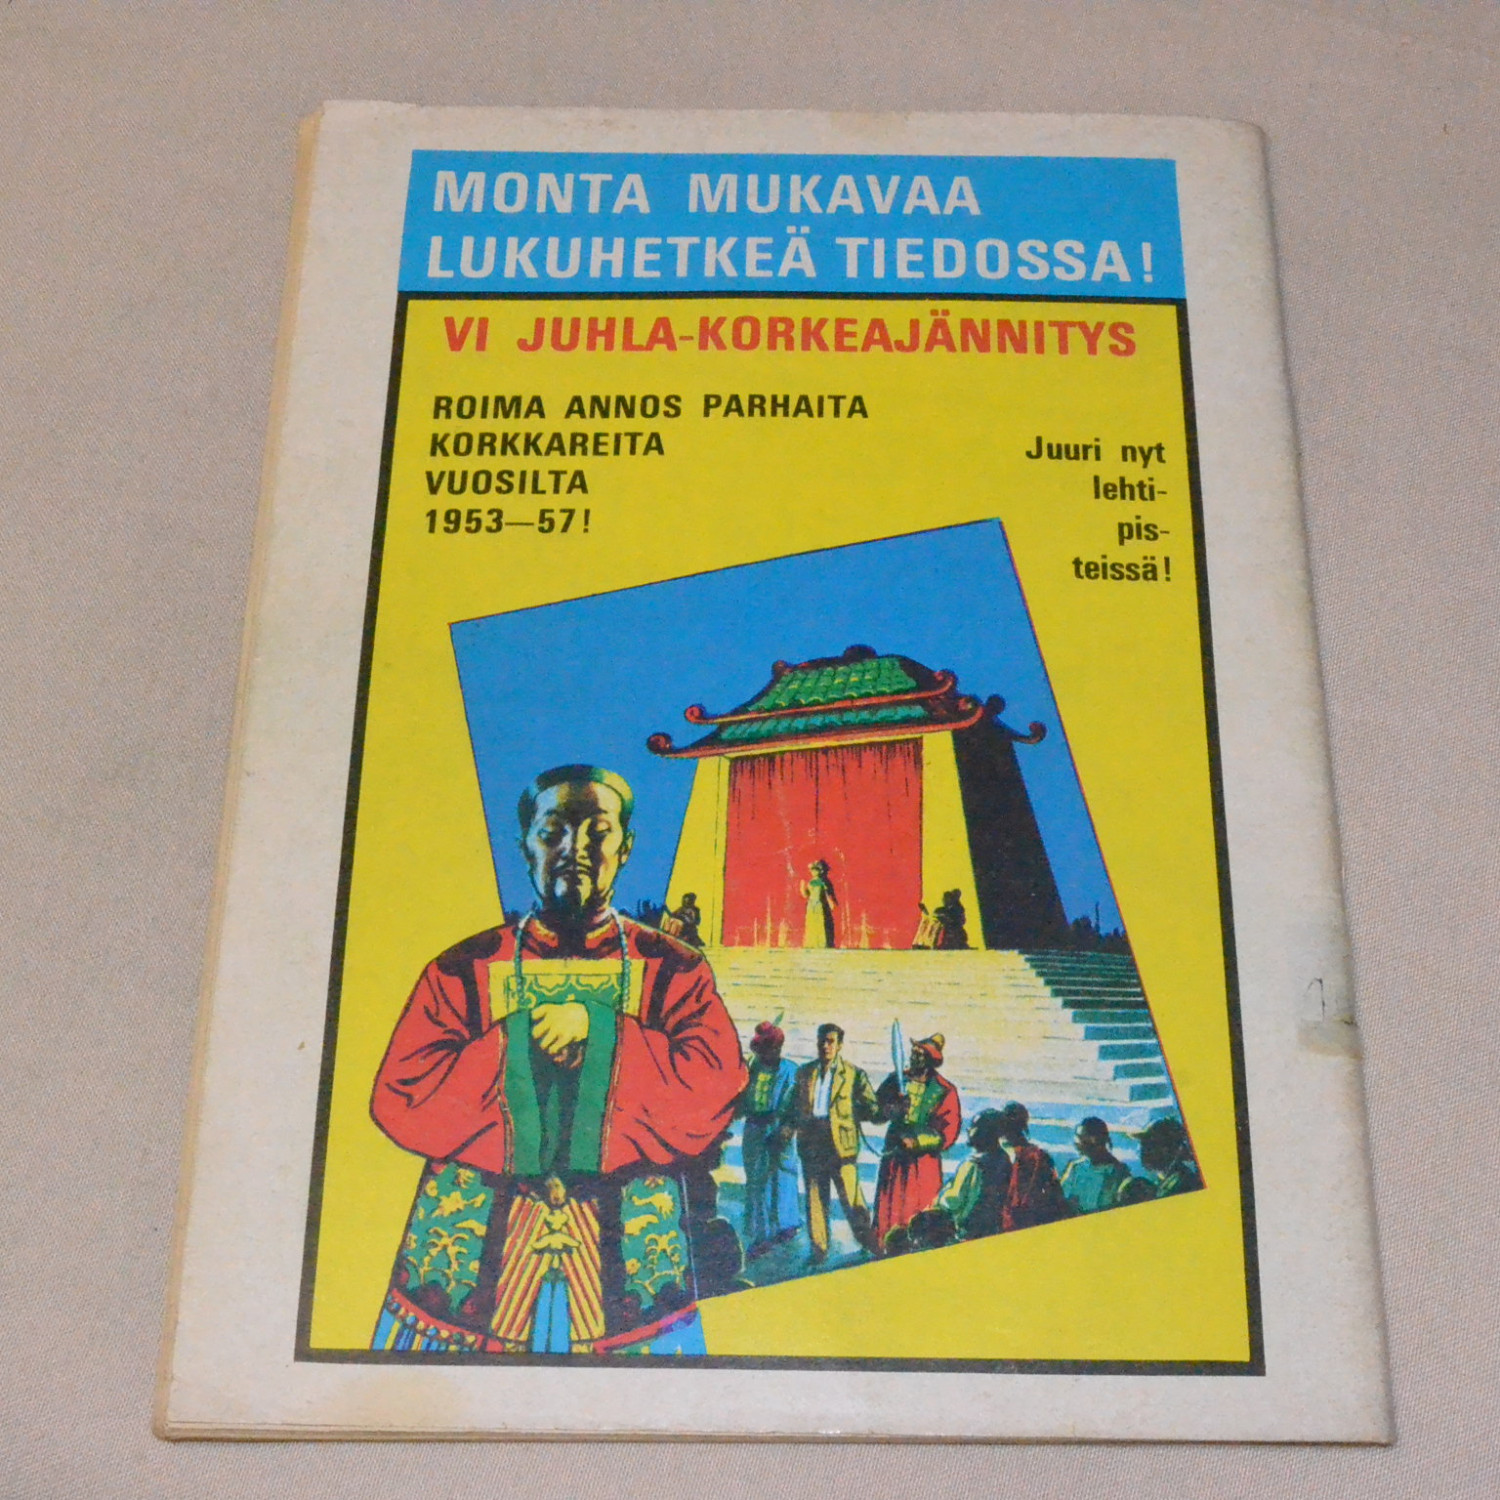 MONTA MUKAVAA
LUKUHETKEÄ TIEDOSSA!
VI JUHLA-KORKEAJÄNNITYS
ROIMA ANNOS PARHAITA
KORKKAREITA
VUOSILTA
1953—57!
Juuri nyt
lehti-
pis-
teissä!